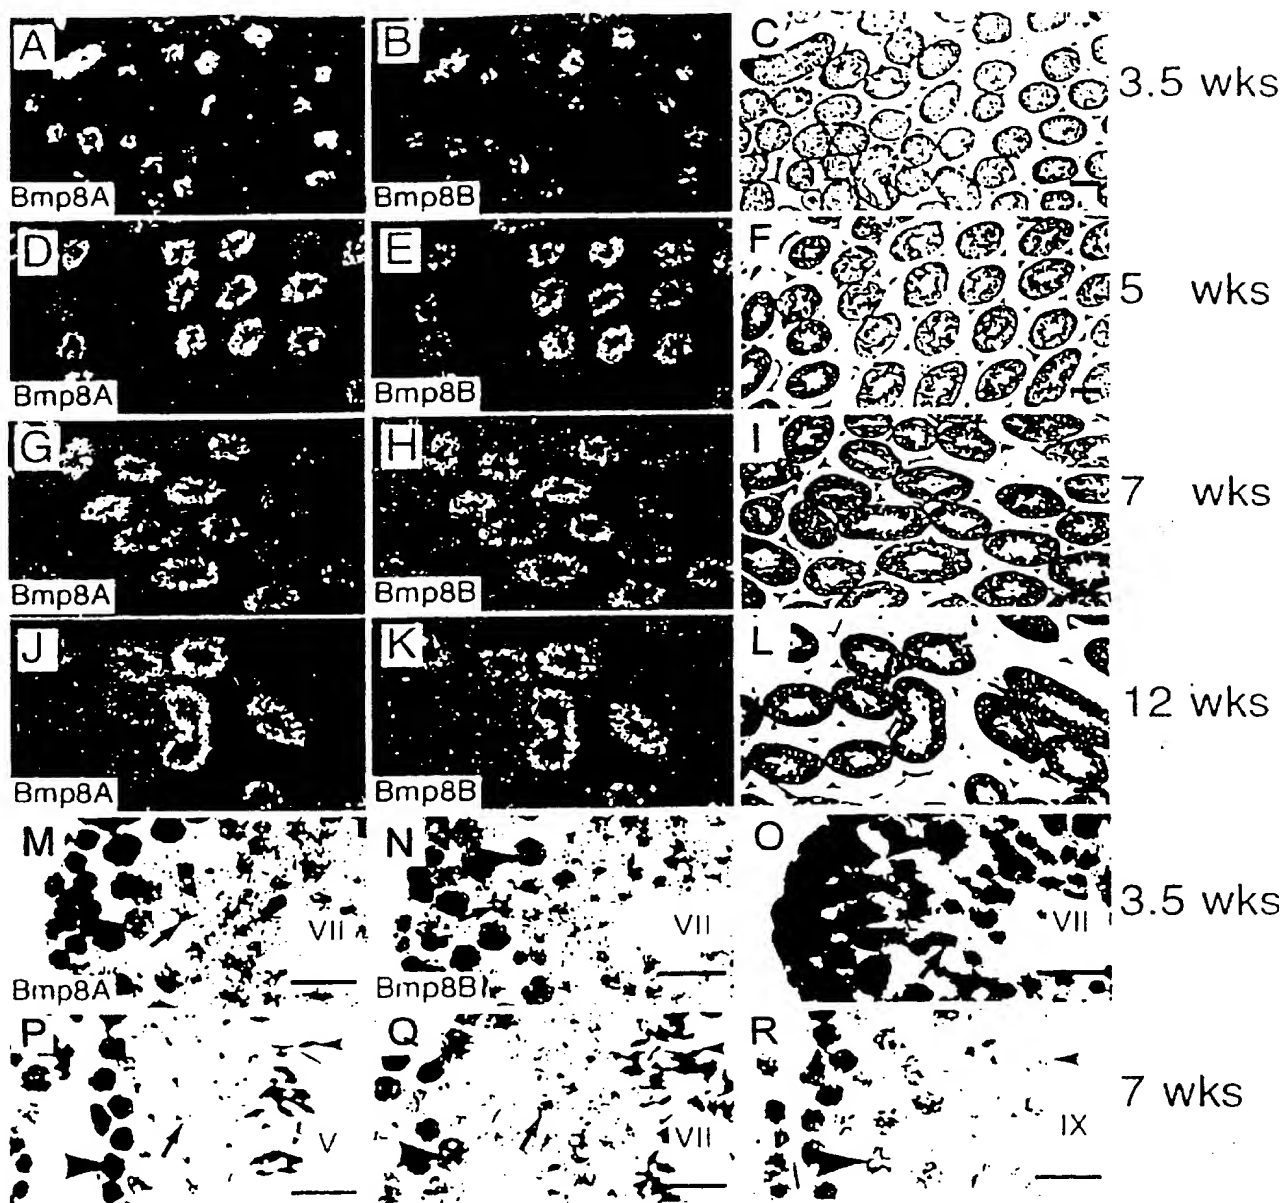 A B C 3.5 wks
Bmp8A Bmp8B
D E F 5 wks
Bmp8A Bmp8B
G H I 7 wks
Bmp8A Bmp8B
J K L 12 wks
Bmp8A Bmp8B
M N O 3.5 wks
VII VII VII
Bmp8A Bmp8B
P Q R 7 wks
V VII IX